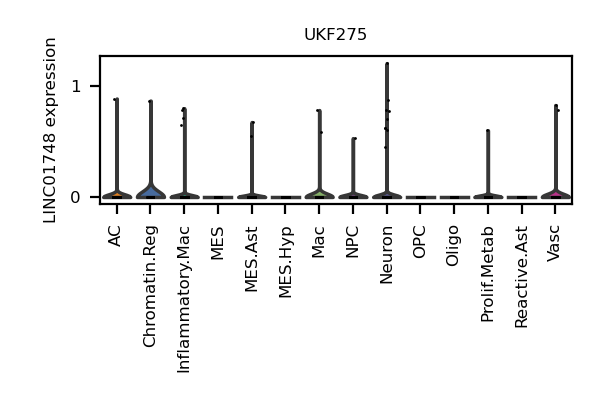 UKF275
LINC01748 expression
1
0
AC
Chromatin.Reg
Inflammatory.Mac
MES
MES.Ast
MES.Hyp
Mac
NPC
Neuron
OPC
Oligo
Prolif.Metab
Reactive.Ast
Vasc